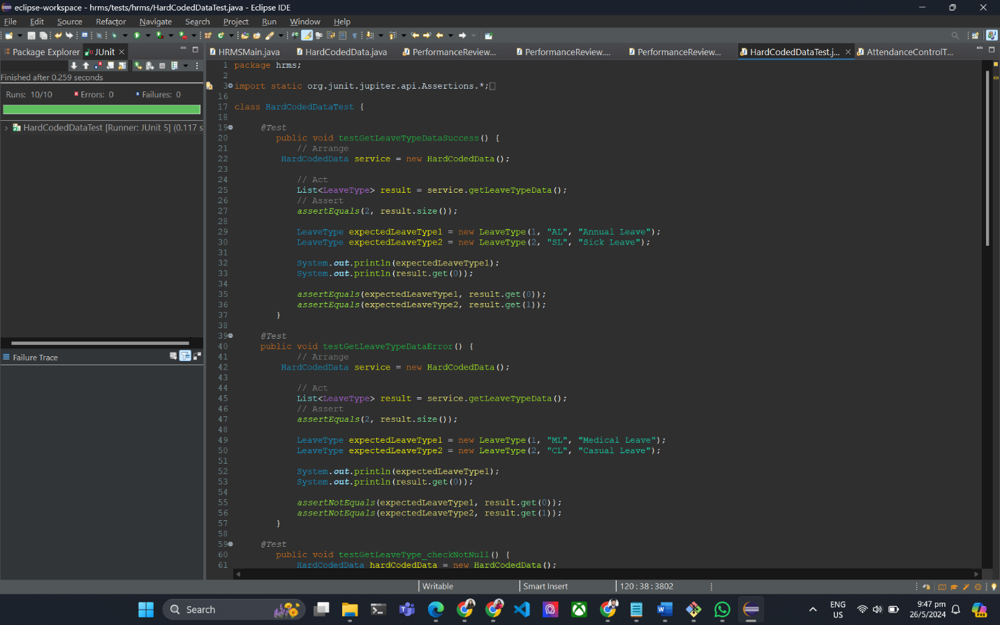 eclipse-workspace - hrms/tests/hrms/HardCodedDataTest.java - Eclipse IDE
File Edit Source Refactor Navigate Search Project Run Window Help
Package Explorer JUnit
HRMSMain.java HardCodedData.java PerformanceReview... PerformanceReview.... PerformanceReview... HardCodedDataTest.j... AttendanceControlT...
Finished after 0.259 seconds
Runs: 10/10 Errors: 0 Failures: 0
HardCodedDataTest [Runner: JUnit 5] (0.117 s
Failure Trace
1 package hrms;
2
3 import static org.junit.jupiter.api.Assertions.*;
16
17 class HardCodedDataTest {
18
19 @Test
20 public void testGetLeaveTypeDataSuccess() {
21 // Arrange
22 HardCodedData service = new HardCodedData();
23
24 // Act
25 List<LeaveType> result = service.getLeaveTypeData();
26 // Assert
27 assertEquals(2, result.size());
28
29 LeaveType expectedLeaveType1 = new LeaveType(1, "AL", "Annual Leave");
30 LeaveType expectedLeaveType2 = new LeaveType(2, "SL", "Sick Leave");
31
32 System.out.println(expectedLeaveType1);
33 System.out.println(result.get(0));
34
35 assertEquals(expectedLeaveType1, result.get(0));
36 assertEquals(expectedLeaveType2, result.get(1));
37 }
38
39 @Test
40 public void testGetLeaveTypeDataError() {
41 // Arrange
42 HardCodedData service = new HardCodedData();
43
44 // Act
45 List<LeaveType> result = service.getLeaveTypeData();
46 // Assert
47 assertEquals(2, result.size());
48
49 LeaveType expectedLeaveType1 = new LeaveType(1, "ML", "Medical Leave");
50 LeaveType expectedLeaveType2 = new LeaveType(2, "CL", "Casual Leave");
51
52 System.out.println(expectedLeaveType1);
53 System.out.println(result.get(0));
54
55 assertNotEquals(expectedLeaveType1, result.get(0));
56 assertNotEquals(expectedLeaveType2, result.get(1));
57 }
58
59 @Test
60 public void testGetLeaveType_checkNotNull() {
61 HardCodedData hardCodedData = new HardCodedData();
Writable Smart Insert 120 : 38 : 3802
Search
ENG
US
9:47 pm
26/5/2024
PRE